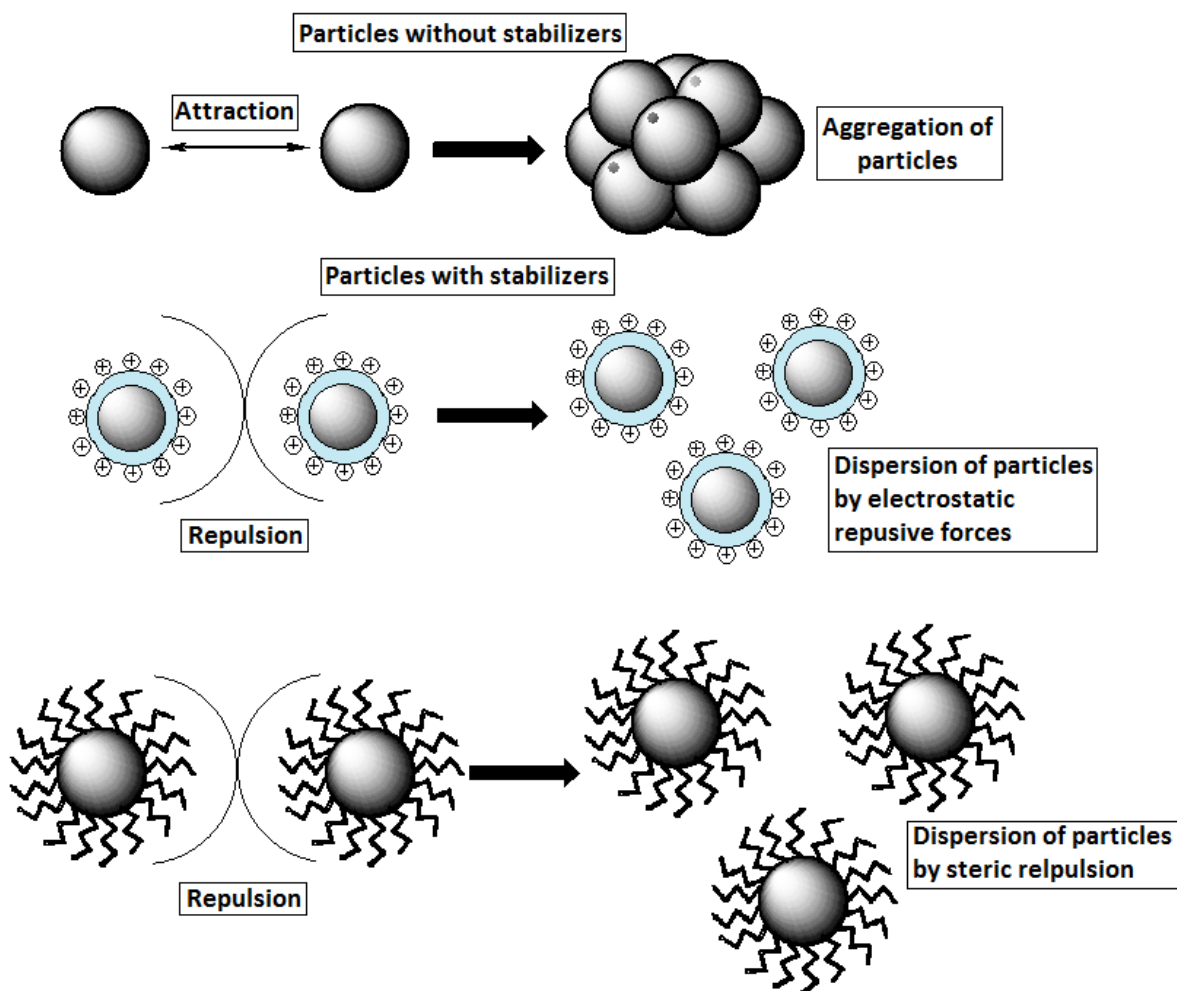 Particles without stabilizers
Attraction
Aggregation of
particles
Particles with stabilizers
Repulsion
Dispersion of particles
by electrostatic
repusive forces
Repulsion
Dispersion of particles
by steric relpulsion